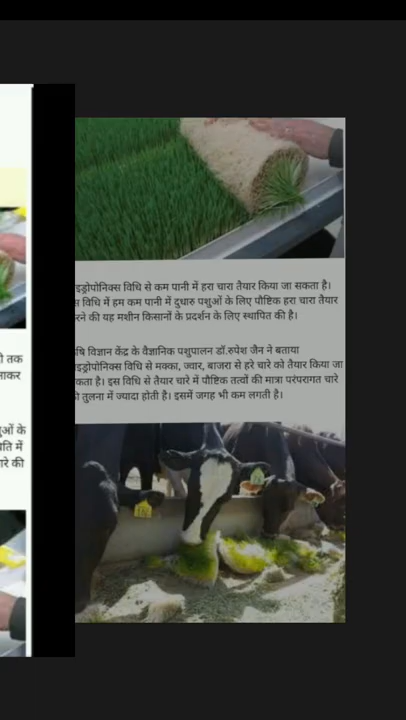 इड्रोपोनिक्स विधि से कम पानी में हरा चारा तैयार किया जा सकता है।
स विधि में हम कम पानी में दुधारु पशुओं के लिए पौष्टिक हरा चारा तैयार
रने की यह मशीन किसानों के प्रदर्शन के लिए स्थापित की है।
षि विज्ञान केंद्र के वैज्ञानिक पशुपालन डॉ.रुपेश जैन ने बताया
इड्रोपोनिक्स विधि से मक्का, ज्वार, बाजरा से हरे चारे को तैयार किया जा
कता है। इस विधि से तैयार चारे में पौष्टिक तत्वों की मात्रा परंपरागत चारे
ी तुलना में ज्यादा होती है। इसमें जगह भी कम लगती है।
तक
ाकर
ुओं के
ति में
ारे की